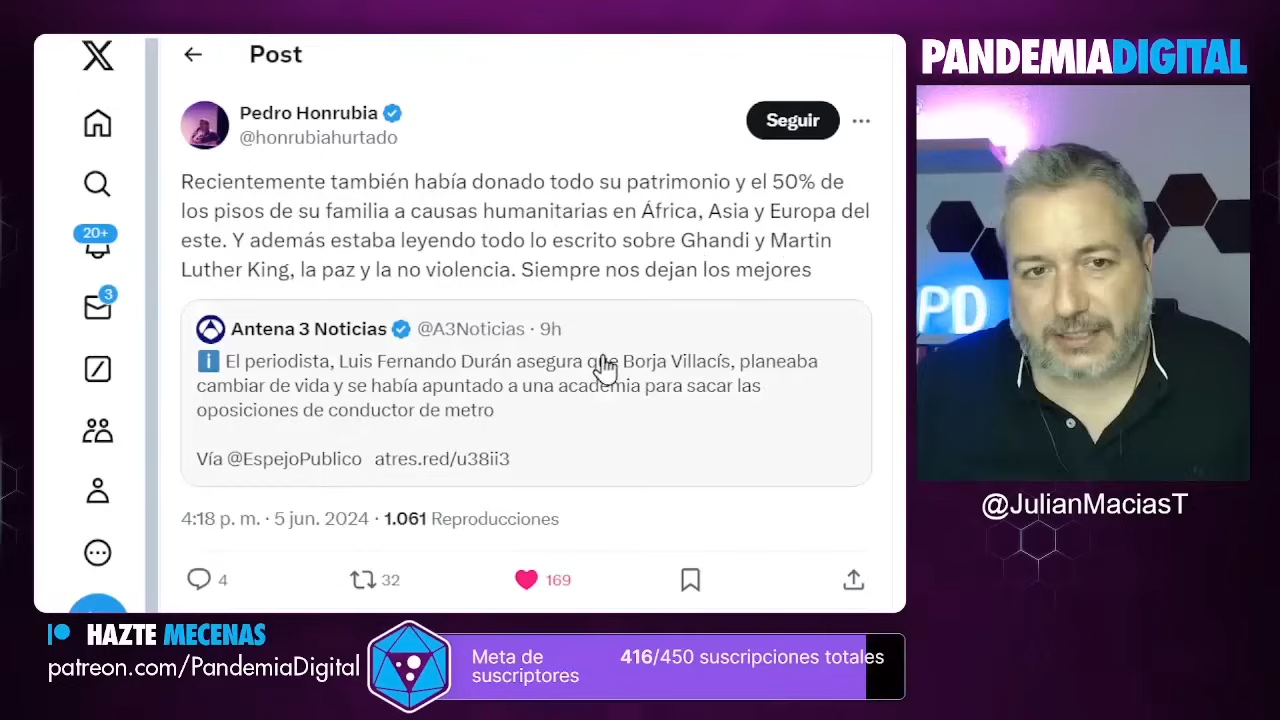 Post
Pedro Honrubia
@honrubiahurtado
Seguir
Recientemente también había donado todo su patrimonio y el 50% de
los pisos de su familia a causas humanitarias en África, Asia y Europa del
este. Y además estaba leyendo todo lo escrito sobre Ghandi y Martin
Luther King, la paz y la no violencia. Siempre nos dejan los mejores
Antena 3 Noticias @A3Noticias · 9h
El periodista, Luis Fernando Durán asegura que Borja Villacís, planeaba
cambiar de vida y se había apuntado a una academia para sacar las
oposiciones de conductor de metro
Vía @EspejoPublico atres.red/u38ii3
4:18 p. m. · 5 jun. 2024 · 1.061 Reproducciones
4 32 169
20+
3
PANDEMIADIGITAL
PD
@JulianMaciasT
HAZTE MECENAS
patreon.com/PandemiaDigital
Meta de
suscriptores
416/450 suscripciones totales